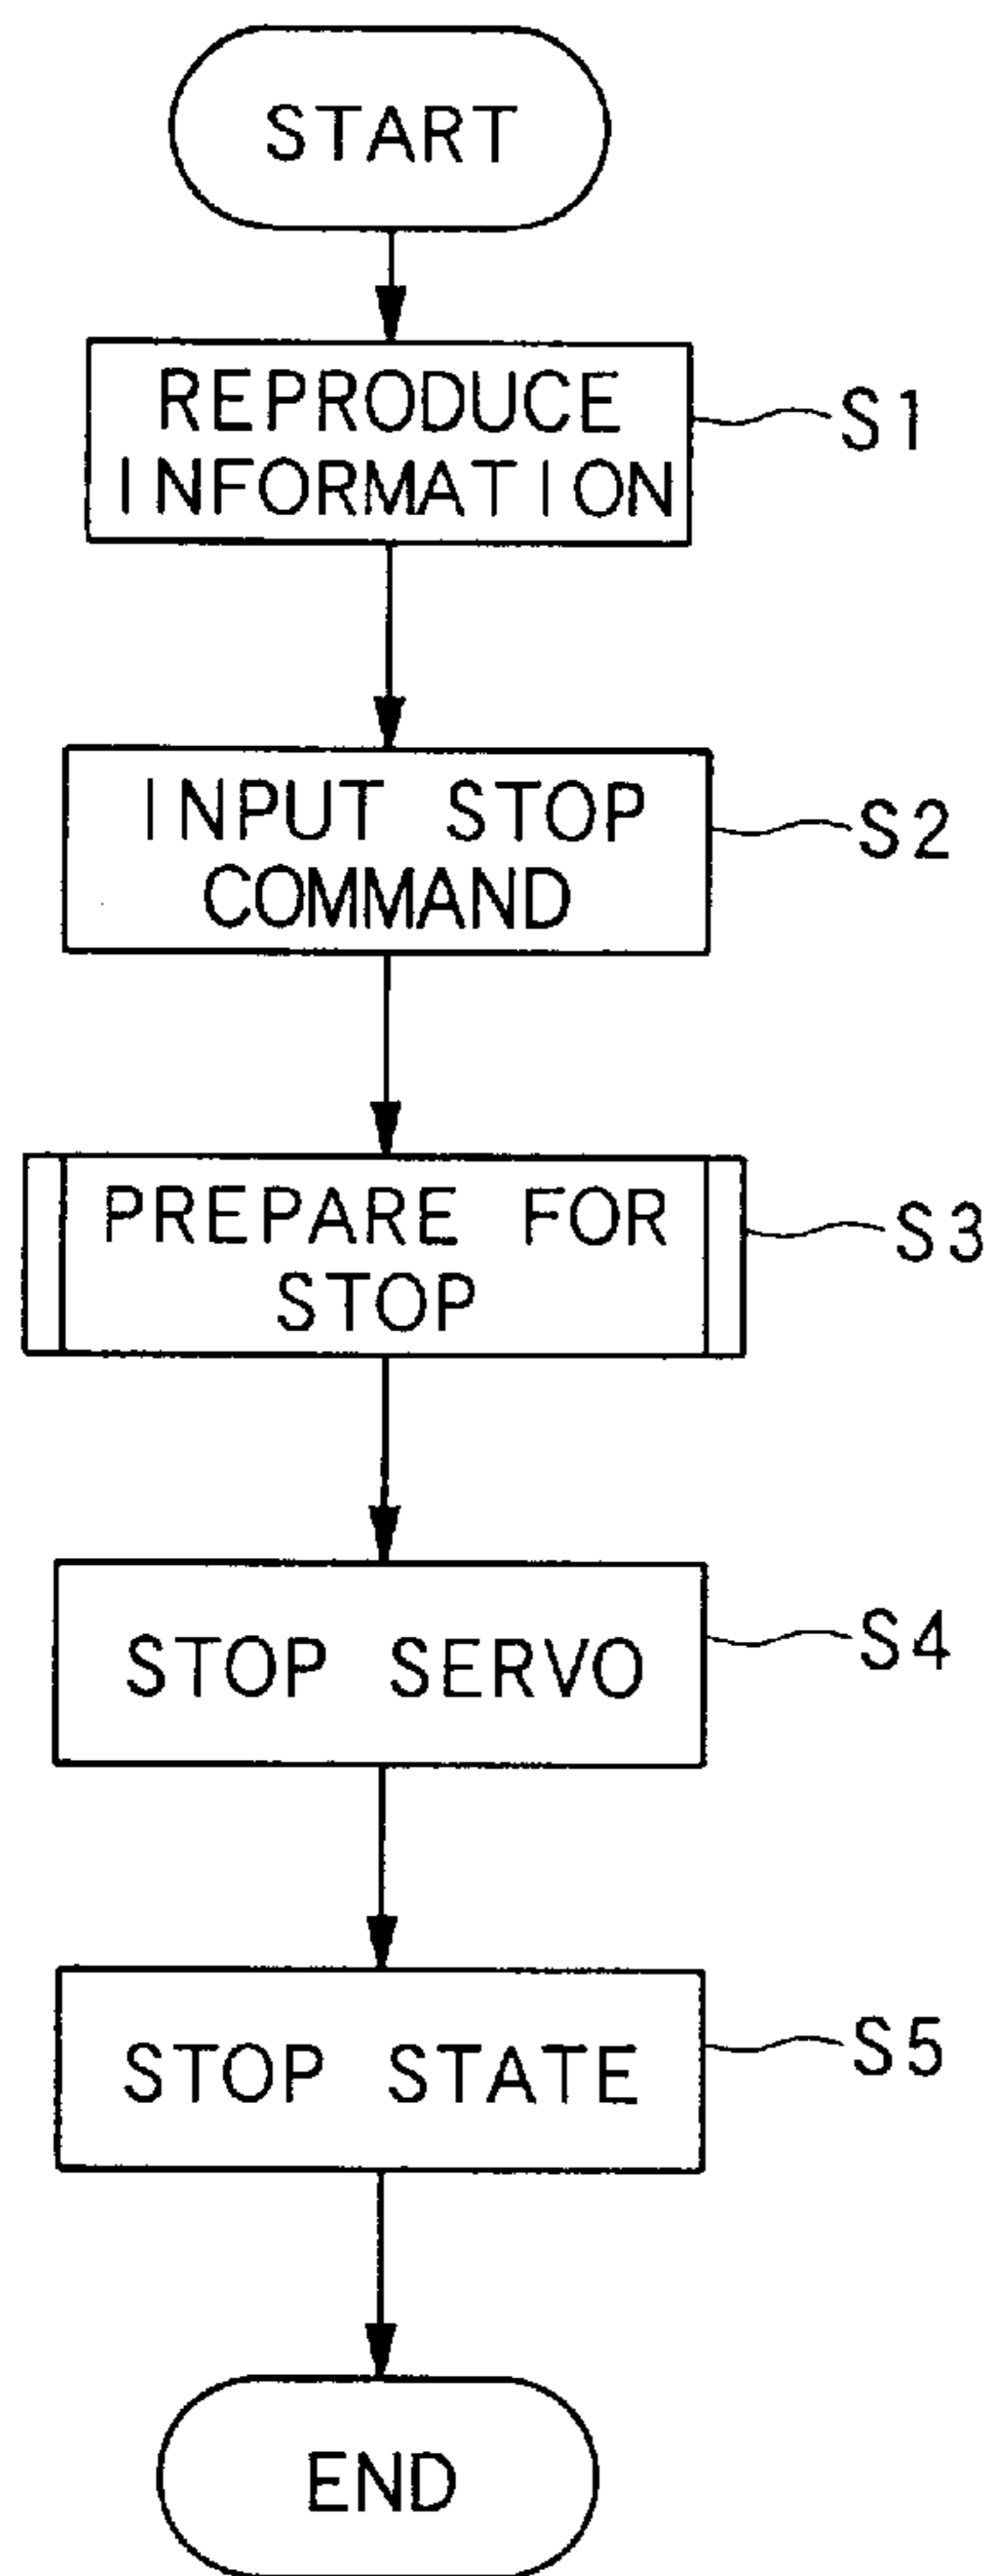 START
REPRODUCE
INFORMATION
S1
INPUT STOP
COMMAND
S2
PREPARE FOR
STOP
S3
STOP SERVO
S4
STOP STATE
S5
END